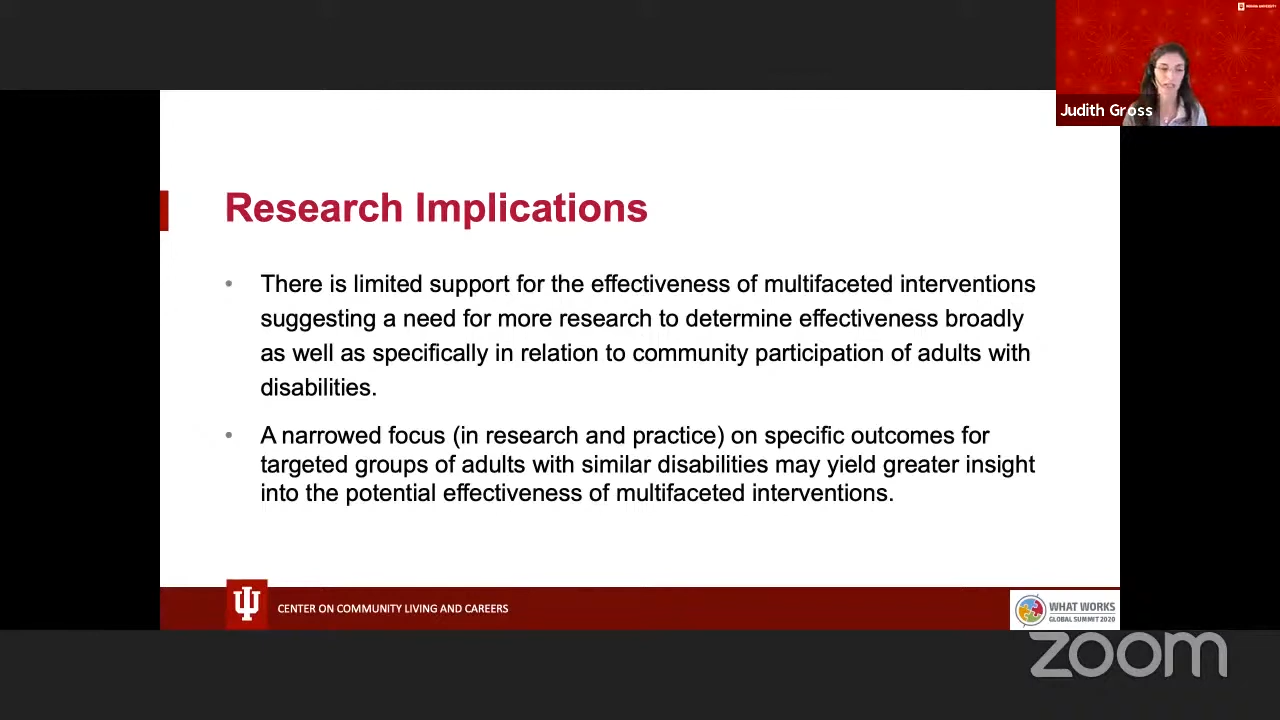 INDIANA UNIVERSITY
Judith Gross
Research Implications
• There is limited support for the effectiveness of multifaceted interventions
suggesting a need for more research to determine effectiveness broadly
as well as specifically in relation to community participation of adults with
disabilities.
• A narrowed focus (in research and practice) on specific outcomes for
targeted groups of adults with similar disabilities may yield greater insight
into the potential effectiveness of multifaceted interventions.
CENTER ON COMMUNITY LIVING AND CAREERS
WHAT WORKS
GLOBAL SUMMIT 2020
zoom